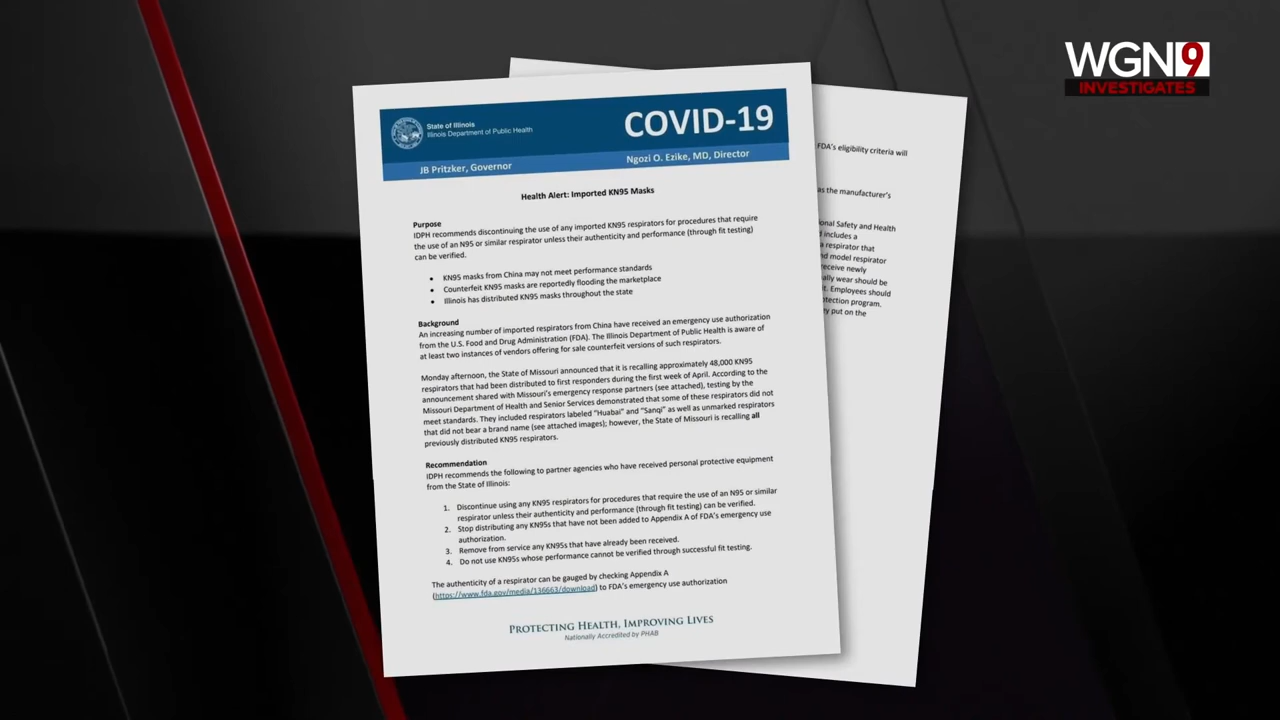 WGN9
INVESTIGATES
State of Illinois
Illinois Department of Public Health
COVID-19
JB Pritzker, Governor
Ngozi O. Ezike, MD, Director
Health Alert: Imported KN95 Masks
Purpose
IDPH recommends discontinuing the use of any imported KN95 respirators for procedures that require
the use of an N95 or similar respirator unless their authenticity and performance (through fit testing)
can be verified.
• KN95 masks from China may not meet performance standards
• Counterfeit KN95 masks are reportedly flooding the marketplace
• Illinois has distributed KN95 masks throughout the state
Background
An increasing number of imported respirators from China have received an emergency use authorization
from the U.S. Food and Drug Administration (FDA). The Illinois Department of Public Health is aware of
at least two instances of vendors offering for sale counterfeit versions of such respirators.
Monday afternoon, the State of Missouri announced that it is recalling approximately 48,000 KN95
respirators that had been distributed to first responders during the first week of April. According to the
announcement shared with Missouri's emergency response partners (see attached), testing by the
Missouri Department of Health and Senior Services demonstrated that some of these respirators did not
meet standards. They included respirators labeled "Huabai" and "Sanqi" as well as unmarked respirators
that did not bear a brand name (see attached images); however, the State of Missouri is recalling all
previously distributed KN95 respirators.
Recommendation
IDPH recommends the following to partner agencies who have received personal protective equipment
from the State of Illinois:
1. Discontinue using any KN95 respirators for procedures that require the use of an N95 or similar
respirator unless their authenticity and performance (through fit testing) can be verified.
2. Stop distributing any KN95s that have not been added to Appendix A of FDA's emergency use
authorization.
3. Remove from service any KN95s that have already been received.
4. Do not use KN95s whose performance cannot be verified through successful fit testing.
The authenticity of a respirator can be gauged by checking Appendix A
(https://www.fda.gov/media/136663/download) to FDA's emergency use authorization
PROTECTING HEALTH, IMPROVING LIVES
Nationally Accredited by PHAB
FDA's eligibility criteria will
as the manufacturer's
Safety and Health
includes a
respirator that
model respirator
receive newly
wear should be
Employees should
program.
put on the